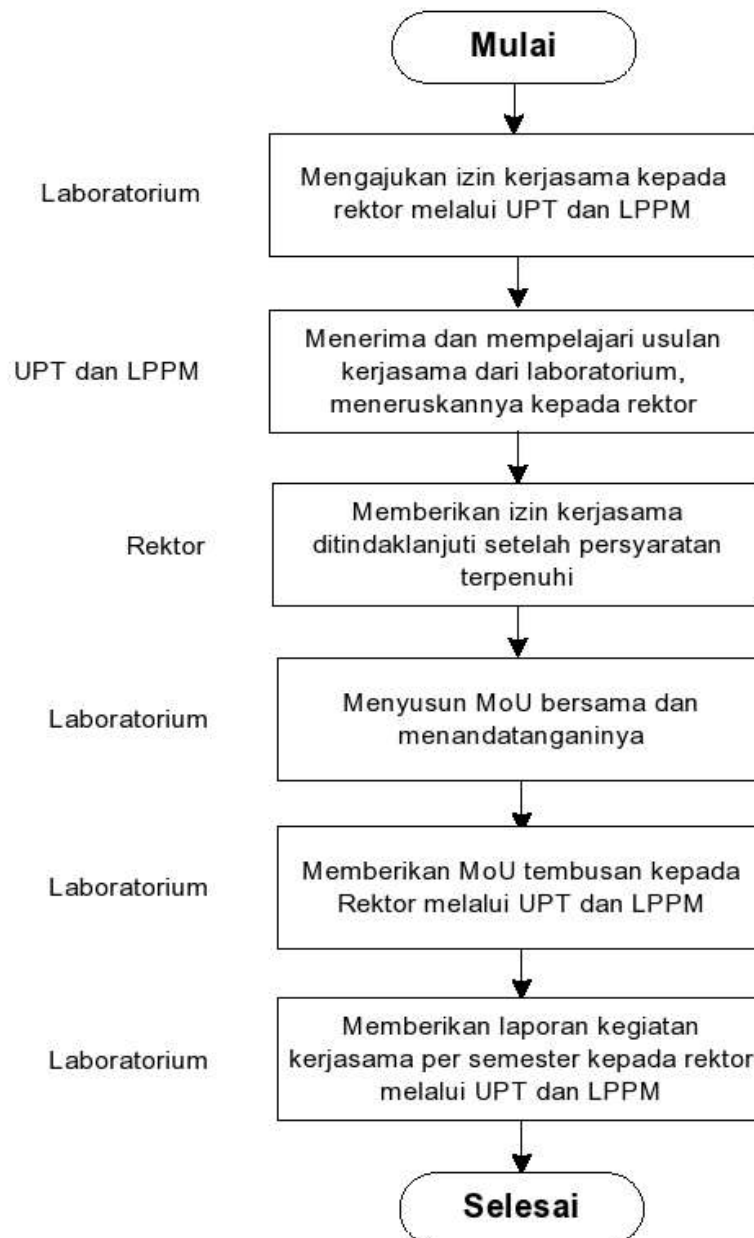 Mulai
Laboratorium
Mengajukan izin kerjasama kepada
rektor melalui UPT dan LPPM
UPT dan LPPM
Menerima dan mempelajari usulan
kerjasama dari laboratorium,
meneruskannya kepada rektor
Rektor
Memberikan izin kerjasama
ditindaklanjuti setelah persyaratan
terpenuhi
Laboratorium
Menyusun MoU bersama dan
menandatanganinya
Laboratorium
Memberikan MoU tembusan kepada
Rektor melalui UPT dan LPPM
Laboratorium
Memberikan laporan kegiatan
kerjasama per semester kepada rektor
melalui UPT dan LPPM
Selesai